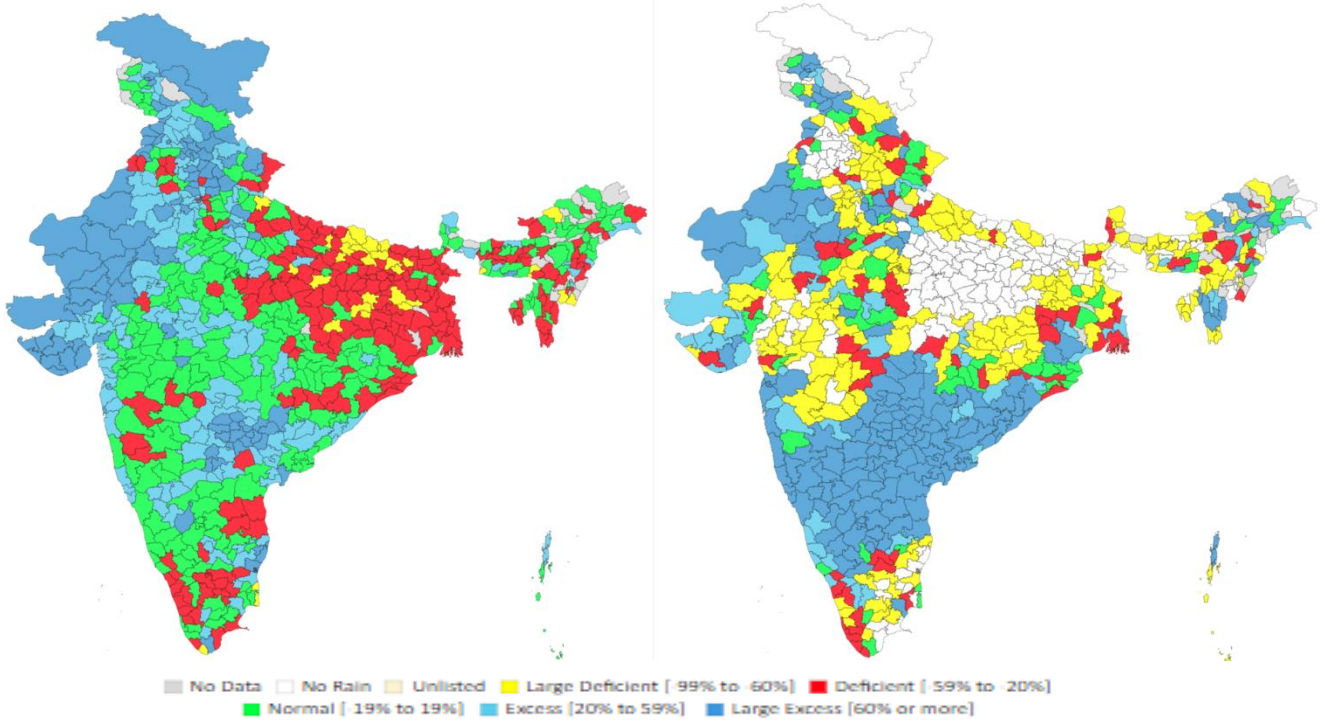 No Data No Rain Unlisted Large Deficient [-99% to -60%] Deficient [-59% to -20%]
Normal [-19% to 19%] Excess [20% to 59%] Large Excess [60% or more]